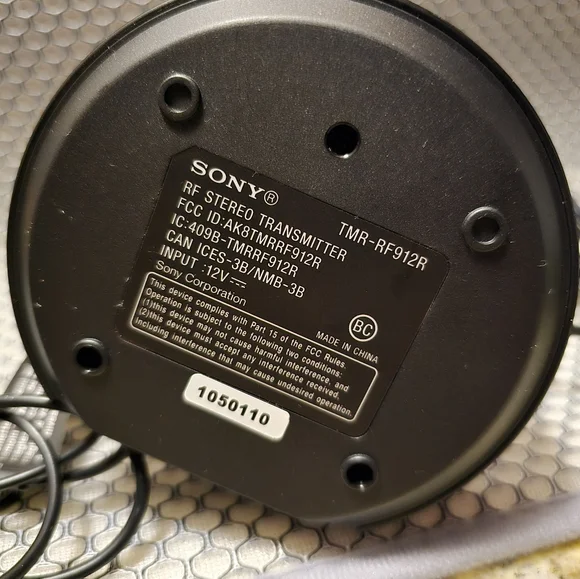 SONY®
RF STEREO TRANSMITTER TMR-RF912R
FCC ID:AK8TMRRF912R
IC:409B-TMRRF912R
CAN ICES-3B/NMB-3B
INPUT :12V⎓
Sony Corporation
BC
MADE IN CHINA
This device complies with Part 15 of the FCC Rules.
Operation is subject to the following two conditions:
(1)this device may not cause harmful interference, and
(2)this device must accept any interference received,
including interference that may cause undesired operation.
1050110